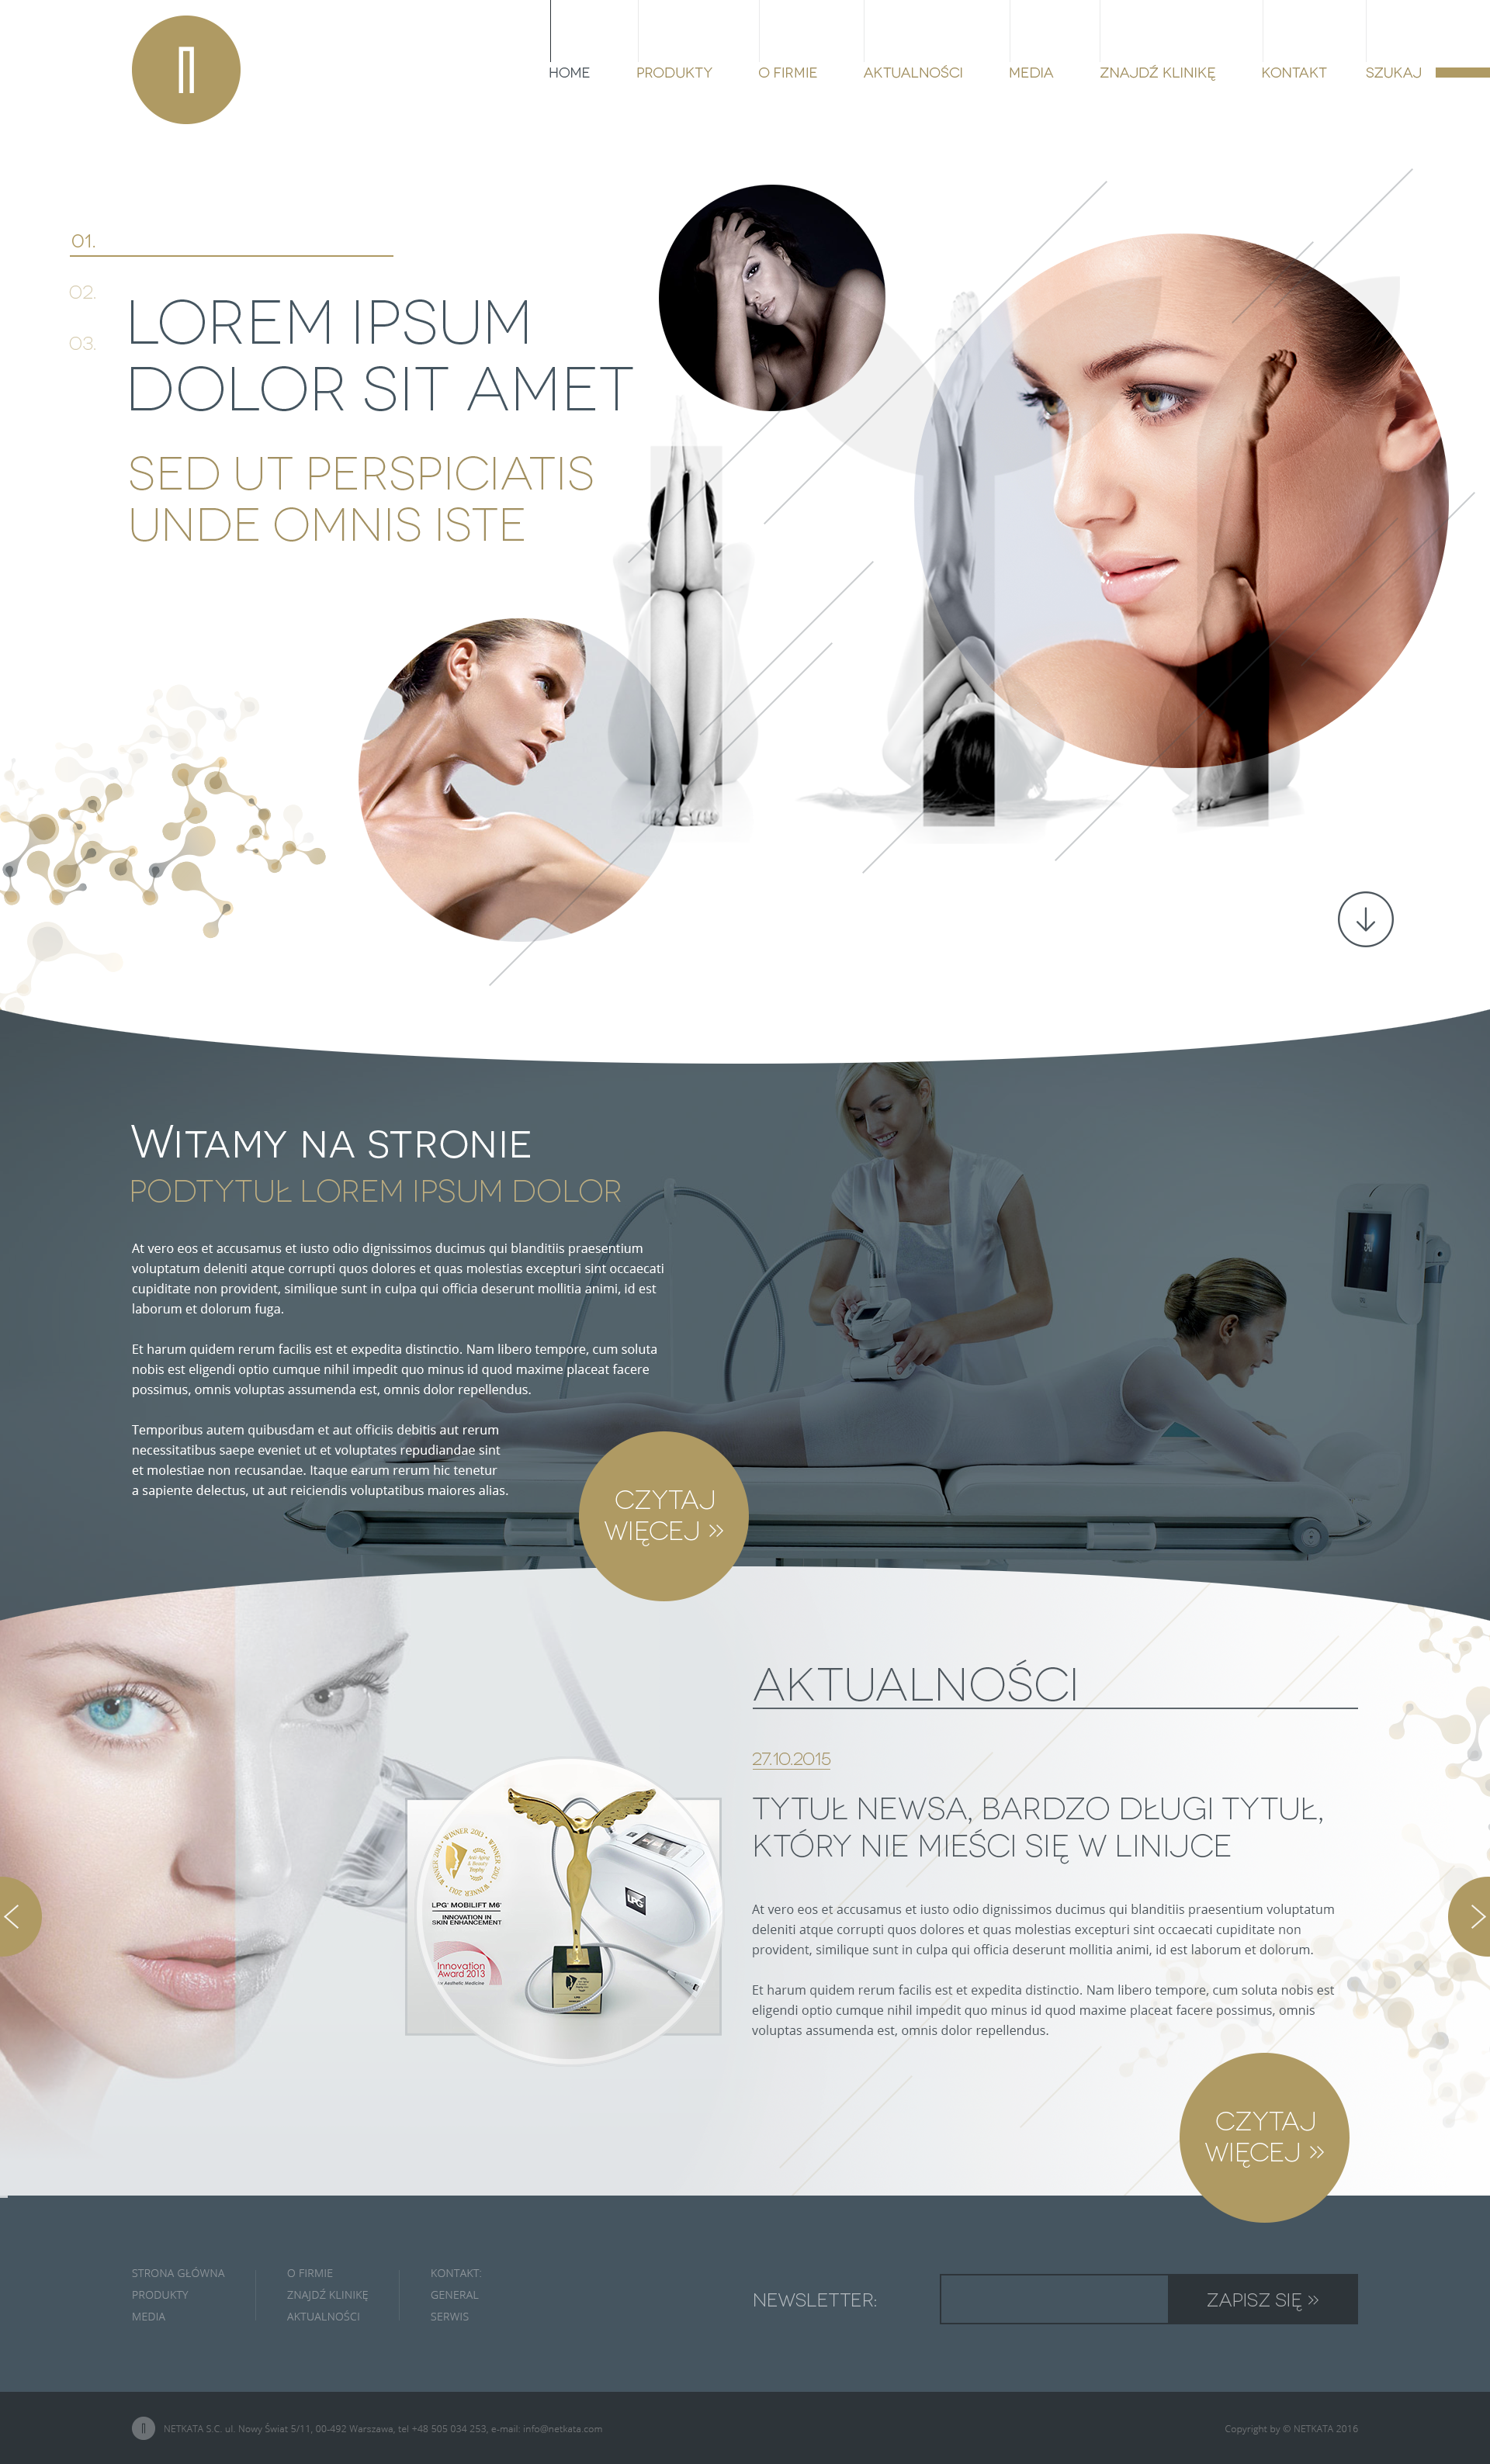 HOME PRODUKTY O FIRMIE AKTUALNOŚCI MEDIA ZNAJDŹ KLINIKĘ KONTAKT SZUKAJ
01.
02.
03.
LOREM IPSUM
DOLOR SIT AMET
SED UT PERSPICIATIS
UNDE OMNIS ISTE
WITAMY NA STRONIE
PODTYTUŁ LOREM IPSUM DOLOR
At vero eos et accusamus et iusto odio dignissimos ducimus qui blanditiis praesentium
voluptatum deleniti atque corrupti quos dolores et quas molestias excepturi sint occaecati
cupiditate non provident, similique sunt in culpa qui officia deserunt mollitia animi, id est
laborum et dolorum fuga.
Et harum quidem rerum facilis est et expedita distinctio. Nam libero tempore, cum soluta
nobis est eligendi optio cumque nihil impedit quo minus id quod maxime placeat facere
possimus, omnis voluptas assumenda est, omnis dolor repellendus.
Temporibus autem quibusdam et aut officiis debitis aut rerum
necessitatibus saepe eveniet ut et voluptates repudiandae sint
et molestiae non recusandae. Itaque earum rerum hic tenetur
a sapiente delectus, ut aut reiciendis voluptatibus maiores alias.
CZYTAJ
WIĘCEJ »
AKTUALNOŚCI
27.10.2015
TYTUŁ NEWSA, BARDZO DŁUGI TYTUŁ,
KTÓRY NIE MIEŚCI SIĘ W LINIJCE
WINNER 2013 • WINNER 2013 • WINNER 2013
Anti-Aging
& Beauty
Trophy
LPG® MOBILIFT M6®
INNOVATION IN
SKIN ENHANCEMENT
Innovation
Award 2013
Aesthetic Medicine
LPG
At vero eos et accusamus et iusto odio dignissimos ducimus qui blanditiis praesentium voluptatum
deleniti atque corrupti quos dolores et quas molestias excepturi sint occaecati cupiditate non
provident, similique sunt in culpa qui officia deserunt mollitia animi, id est laborum et dolorum.
Et harum quidem rerum facilis est et expedita distinctio. Nam libero tempore, cum soluta nobis est
eligendi optio cumque nihil impedit quo minus id quod maxime placeat facere possimus, omnis
voluptas assumenda est, omnis dolor repellendus.
CZYTAJ
WIĘCEJ »
STRONA GŁÓWNA
PRODUKTY
MEDIA
O FIRMIE
ZNAJDŹ KLINIKĘ
AKTUALNOŚCI
KONTAKT:
GENERAL
SERWIS
NEWSLETTER:
ZAPISZ SIĘ »
NETKATA S.C. ul. Nowy Świat 5/11, 00-492 Warszawa, tel +48 505 034 253, e-mail: info@netkata.com
Copyright by © NETKATA 2016